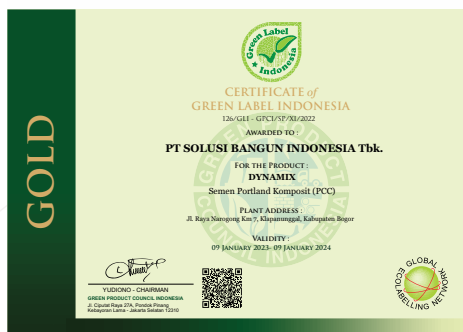 GOLD
Green Label
Indonesia
CERTIFICATE of
GREEN LABEL INDONESIA
126/GLI - GPCI/SP/XI/2022
AWARDED TO :
PT SOLUSI BANGUN INDONESIA Tbk.
FOR THE PRODUCT :
DYNAMIX
Semen Portland Komposit (PCC)
PLANT ADDRESS :
Jl. Raya Narogong Km 7, Klapanunggal, Kabupaten Bogor
VALIDITY :
09 JANUARY 2023- 09 JANUARY 2024
YUDIONO - CHAIRMAN
GREEN PRODUCT COUNCIL INDONESIA
Jl. Ciputat Raya 27A, Pondok Pinang
Kebayoran Lama - Jakarta Selatan 12310
GLOBAL
ECOLABELLING NETWORK